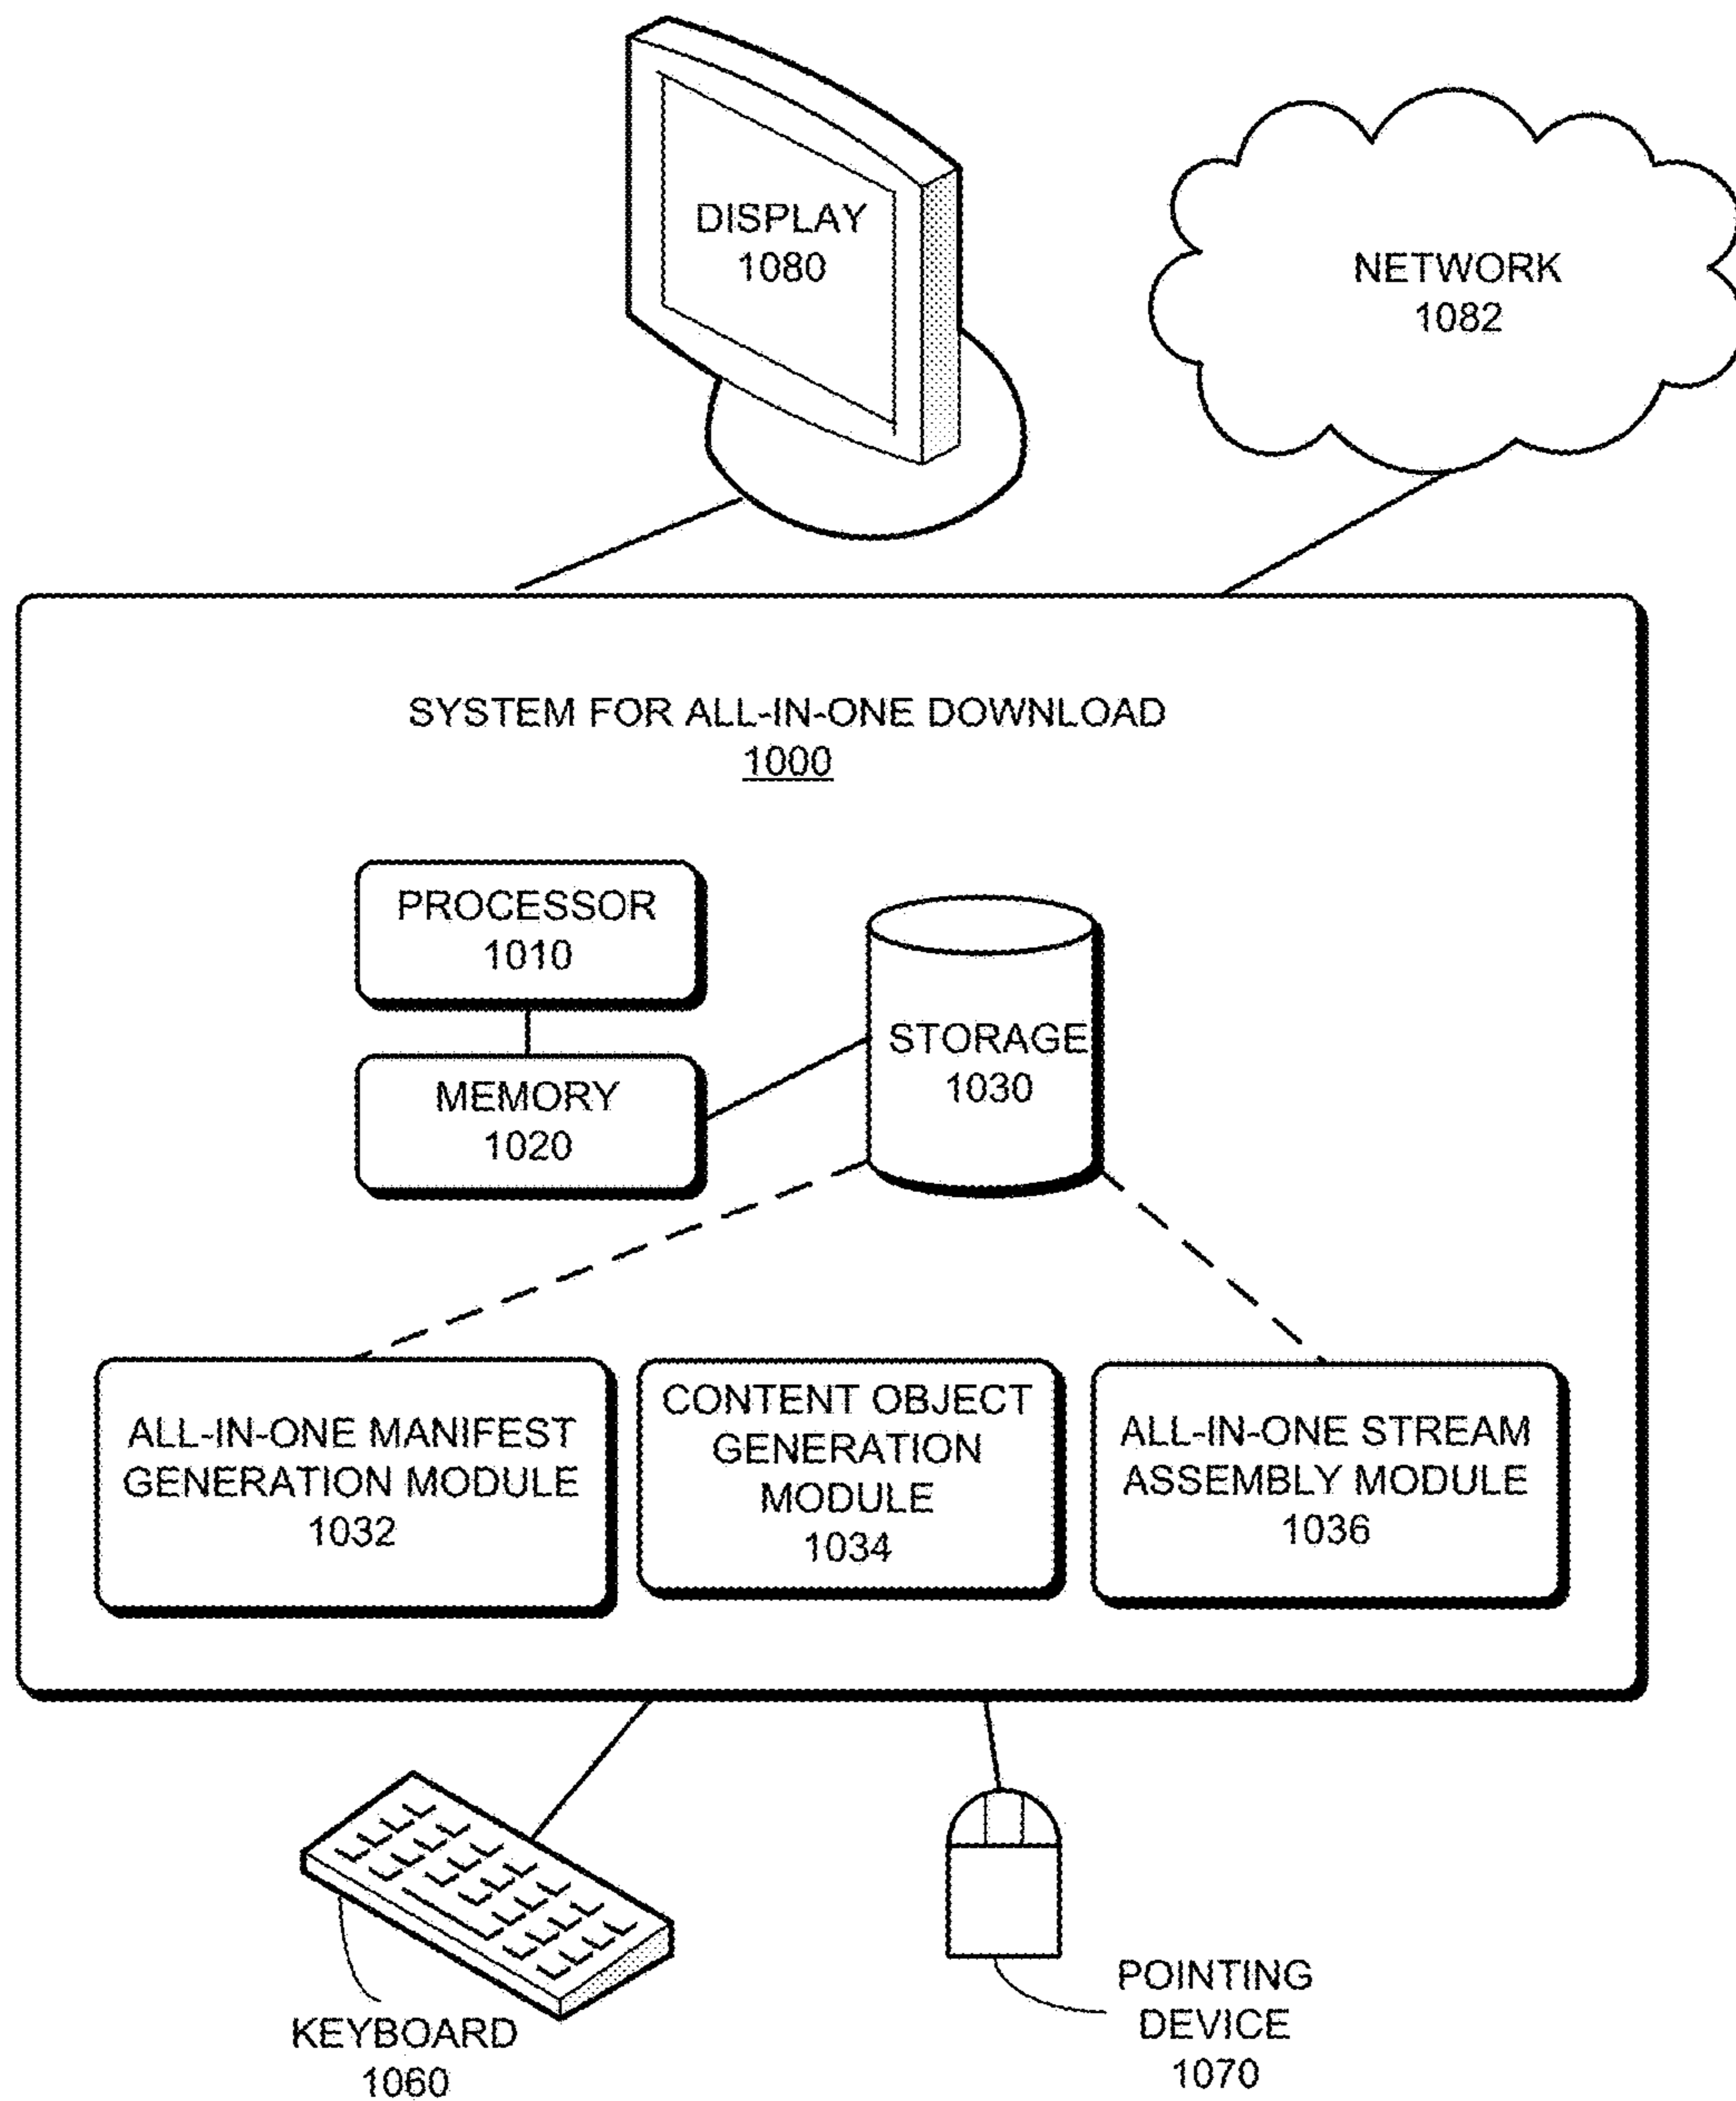 DISPLAY
1080
NETWORK
1082
SYSTEM FOR ALL-IN-ONE DOWNLOAD
1000
PROCESSOR
1010
MEMORY
1020
STORAGE
1030
ALL-IN-ONE MANIFEST
GENERATION MODULE
1032
CONTENT OBJECT
GENERATION
MODULE
1034
ALL-IN-ONE STREAM
ASSEMBLY MODULE
1036
KEYBOARD
1060
POINTING
DEVICE
1070